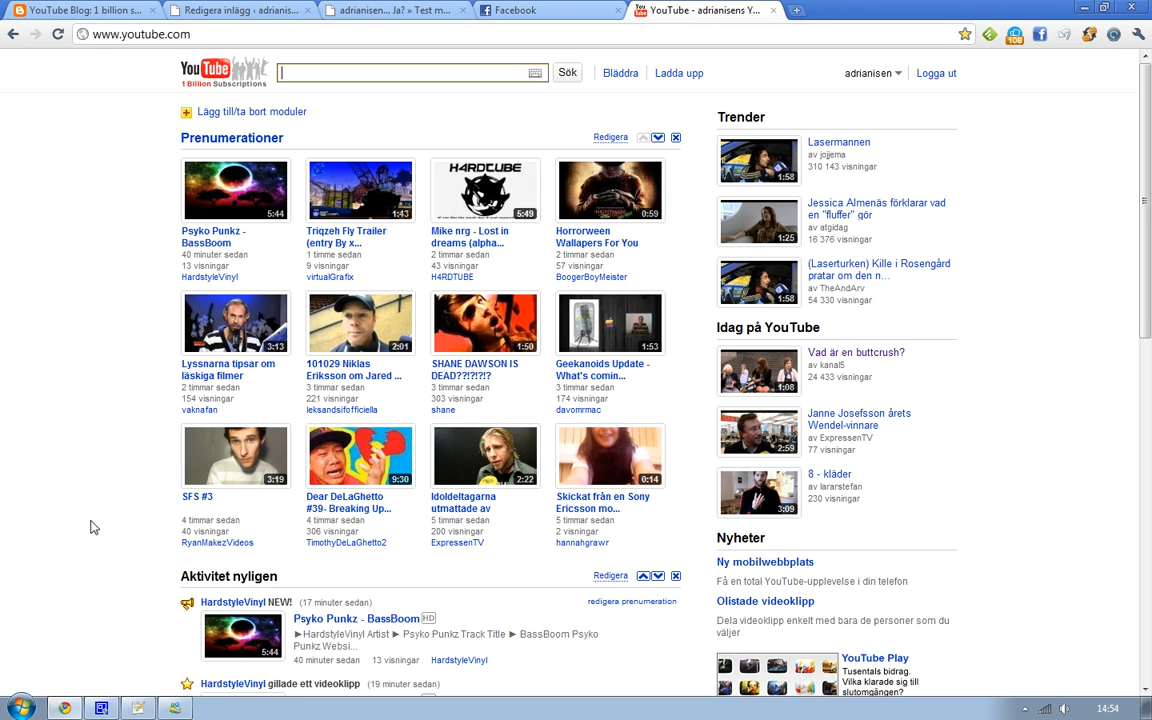 YouTube Blog: 1 billion s...
Redigera inlägg ‹ adrianis...
adrianisen... Ja? » Test m...
Facebook
YouTube - adrianisens Y...
www.youtube.com
108
YouTube
1 Billion Subscriptions
Sök
Bläddra
Ladda upp
adrianisen
Logga ut
Lägg till/ta bort moduler
Prenumerationer
Redigera
5:44
Psyko Punkz -
BassBoom
40 minuter sedan
13 visningar
HardstyleVinyl
1:43
Triqzeh Fly Trailer
(entry By x...
1 timme sedan
9 visningar
virtualGrafix
H4RDTUBE
5:49
Mike nrg - Lost in
dreams (alpha...
2 timmar sedan
43 visningar
H4RDTUBE
0:59
Horrorween
Wallapers For You
2 timmar sedan
57 visningar
BoogerBoyMeister
3:13
Lyssnarna tipsar om
läskiga filmer
2 timmar sedan
154 visningar
vaknafan
2:01
101029 Niklas
Eriksson om Jared ...
3 timmar sedan
221 visningar
leksandsifofficiella
1:50
SHANE DAWSON IS
DEAD??!?!?!?
3 timmar sedan
303 visningar
shane
1:53
Geekanoids Update -
What's comin...
3 timmar sedan
174 visningar
davomrmac
3:19
SFS #3
4 timmar sedan
40 visningar
RyanMakezVideos
9:30
Dear DeLaGhetto
#39- Breaking Up...
4 timmar sedan
306 visningar
TimothyDeLaGhetto2
2:22
Idoldeltagarna
utmattade av
5 timmar sedan
200 visningar
ExpressenTV
0:14
Skickat från en Sony
Ericsson mo...
5 timmar sedan
2 visningar
hannahgrawr
Aktivitet nyligen
Redigera
HardstyleVinyl NEW! (17 minuter sedan)
redigera prenumeration
5:44
Psyko Punkz - BassBoom HD
►HardstyleVinyl Artist ► Psyko Punkz Track Title ► BassBoom Psyko
Punkz Websi...
40 minuter sedan
13 visningar
HardstyleVinyl
HardstyleVinyl gillade ett videoklipp (19 minuter sedan)
Trender
1:58
Lasermannen
av jojjema
310 143 visningar
1:25
Jessica Almenäs förklarar vad
en "fluffer" gör
av atgidag
16 376 visningar
1:58
(Laserturken) Kille i Rosengård
pratar om den n...
av TheAndArv
54 330 visningar
Idag på YouTube
1:08
Vad är en buttcrush?
av kanal5
24 433 visningar
2:59
Janne Josefsson årets
Wendel-vinnare
av ExpressenTV
77 visningar
3:09
8 - kläder
av lararstefan
230 visningar
Nyheter
Ny mobilwebbplats
Få en total YouTube-upplevelse i din telefon
Olistade videoklipp
Dela videoklipp enkelt med bara de personer som du
väljer
YouTube Play
Tusentals bidrag.
Vilka klarade sig till
slutomgången?
14:54